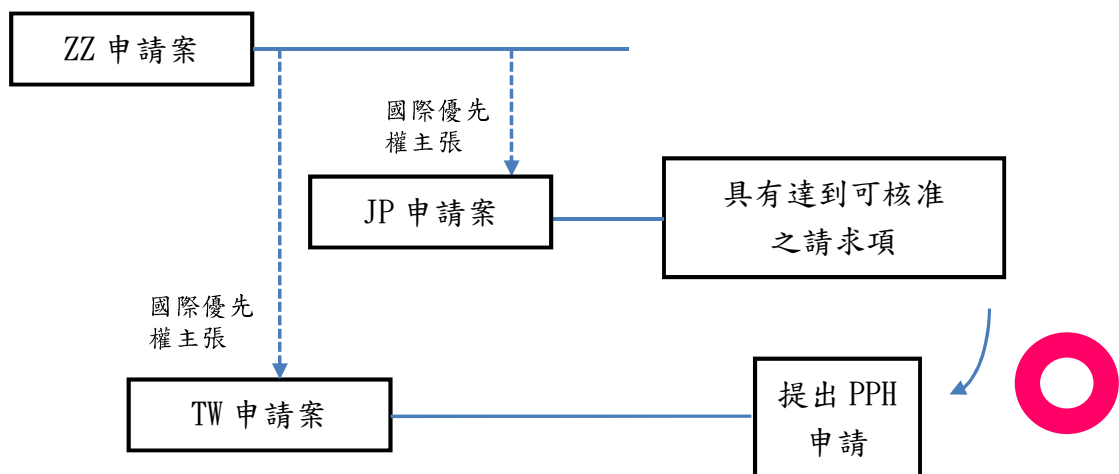 ZZ 申請案
國際優先
權主張
JP 申請案
具有達到可核准
之請求項
國際優先
權主張
TW 申請案
提出 PPH
申請